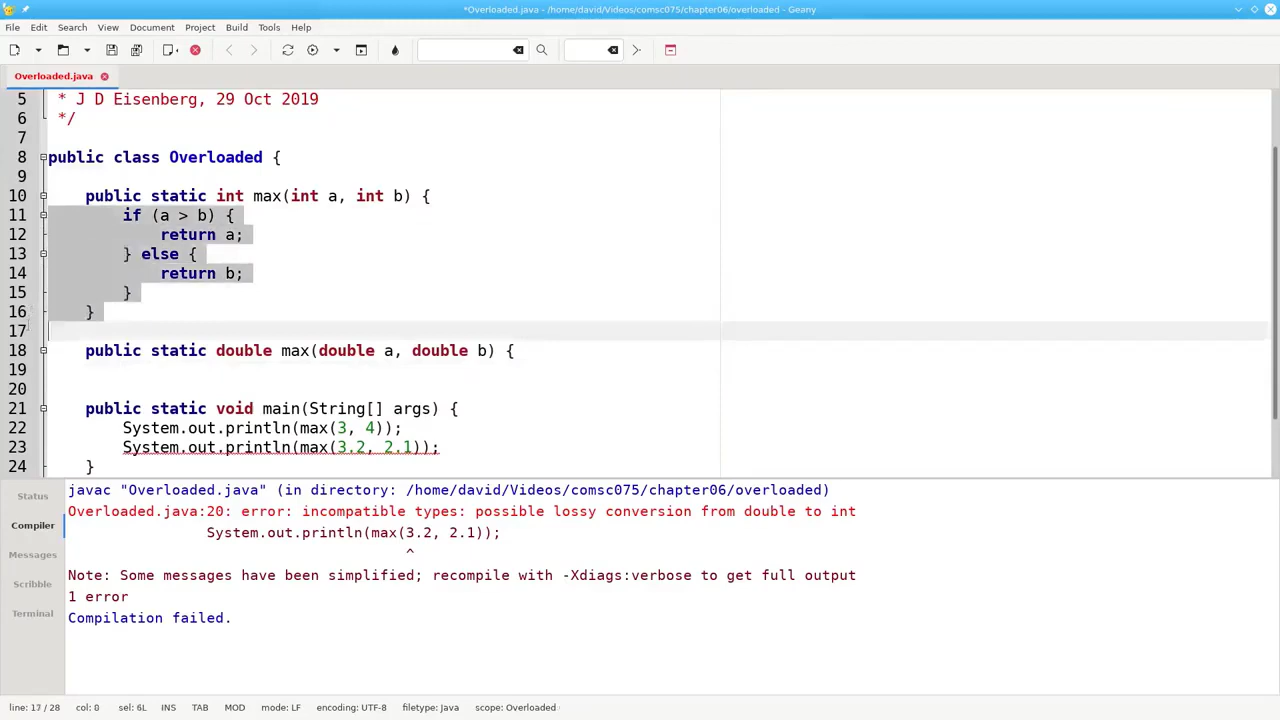 *Overloaded.java - /home/david/Videos/comsc075/chapter06/overloaded - Geany
File Edit Search View Document Project Build Tools Help
Overloaded.java
5 * J D Eisenberg, 29 Oct 2019
6 */
7
8 public class Overloaded {
9
10 public static int max(int a, int b) {
11 if (a > b) {
12 return a;
13 } else {
14 return b;
15 }
16 }
17
18 public static double max(double a, double b) {
19
20
21 public static void main(String[] args) {
22 System.out.println(max(3, 4));
23 System.out.println(max(3.2, 2.1));
24 }
Status
Compiler
Messages
Scribble
Terminal
javac "Overloaded.java" (in directory: /home/david/Videos/comsc075/chapter06/overloaded)
Overloaded.java:20: error: incompatible types: possible lossy conversion from double to int
System.out.println(max(3.2, 2.1));
^
Note: Some messages have been simplified; recompile with -Xdiags:verbose to get full output
1 error
Compilation failed.
line: 17 / 28 col: 0 sel: 6L INS TAB MOD mode: LF encoding: UTF-8 filetype: Java scope: Overloaded